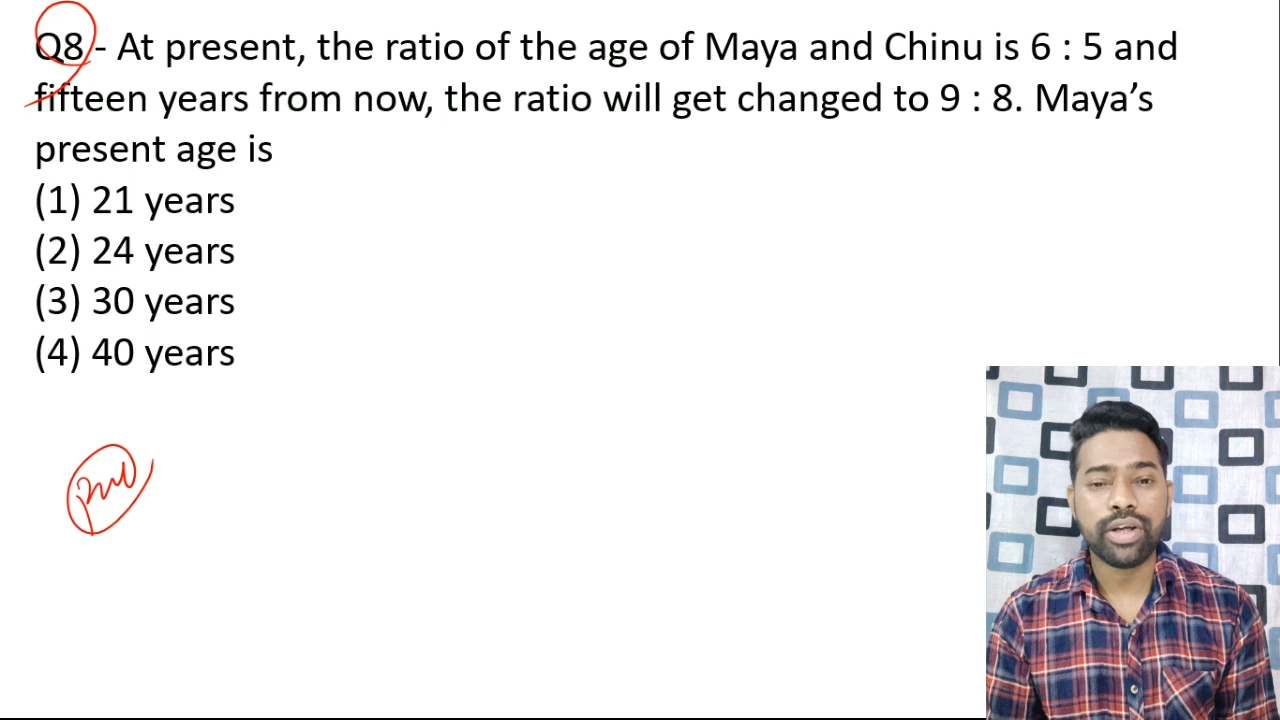 Q8 - At present, the ratio of the age of Maya and Chinu is 6 : 5 and
fifteen years from now, the ratio will get changed to 9 : 8. Maya’s
present age is
(1) 21 years
(2) 24 years
(3) 30 years
(4) 40 years